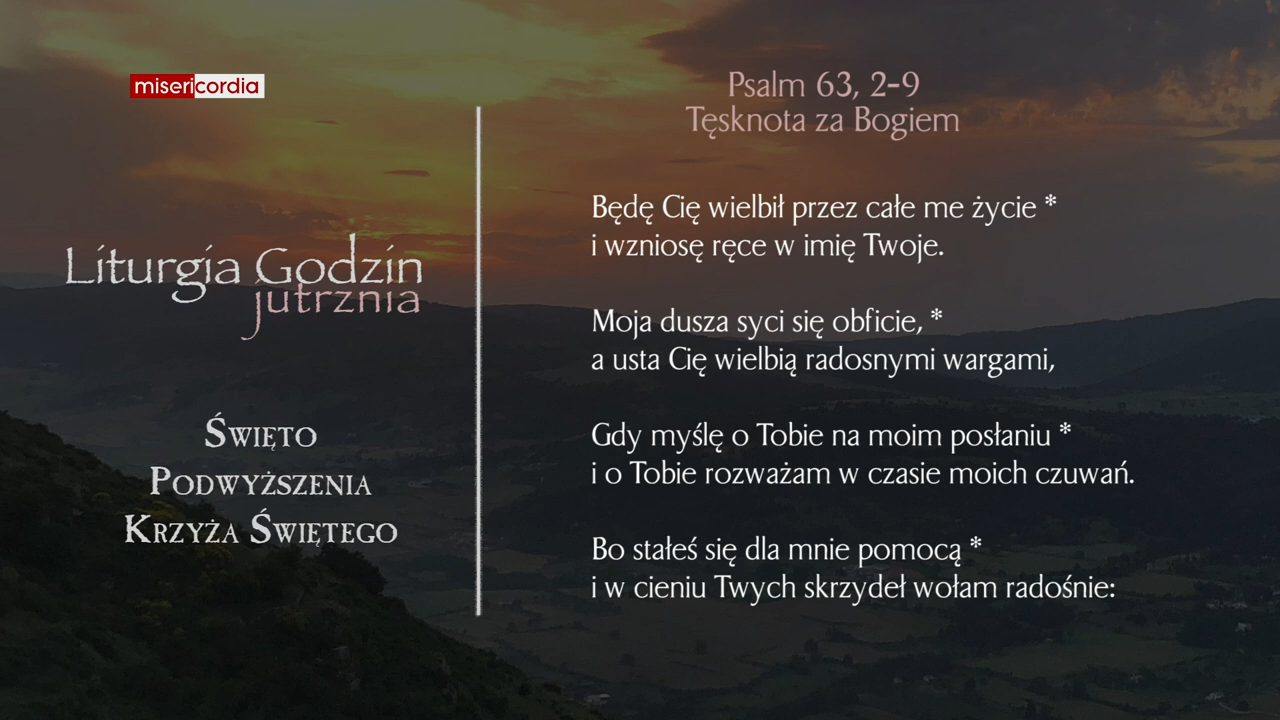 misericordia
Liturgia Godzin
jutrznia
Święto
Podwyższenia
Krzyża Świętego
Psalm 63, 2-9
Tęsknota za Bogiem
Będę Cię wielbił przez całe me życie *
i wzniosę ręce w imię Twoje.
Moja dusza syci się obficie, *
a usta Cię wielbią radosnymi wargami,
Gdy myślę o Tobie na moim posłaniu *
i o Tobie rozważam w czasie moich czuwań.
Bo stałeś się dla mnie pomocą *
i w cieniu Twych skrzydeł wołam radośnie: